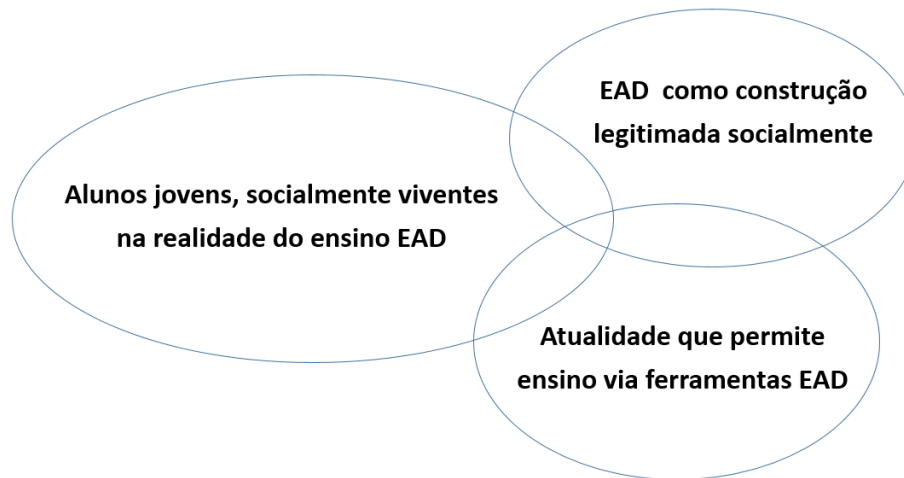 EAD como construção
legitimada socialmente
Alunos jovens, socialmente viventes
na realidade do ensino EAD
Atualidade que permite
ensino via ferramentas EAD